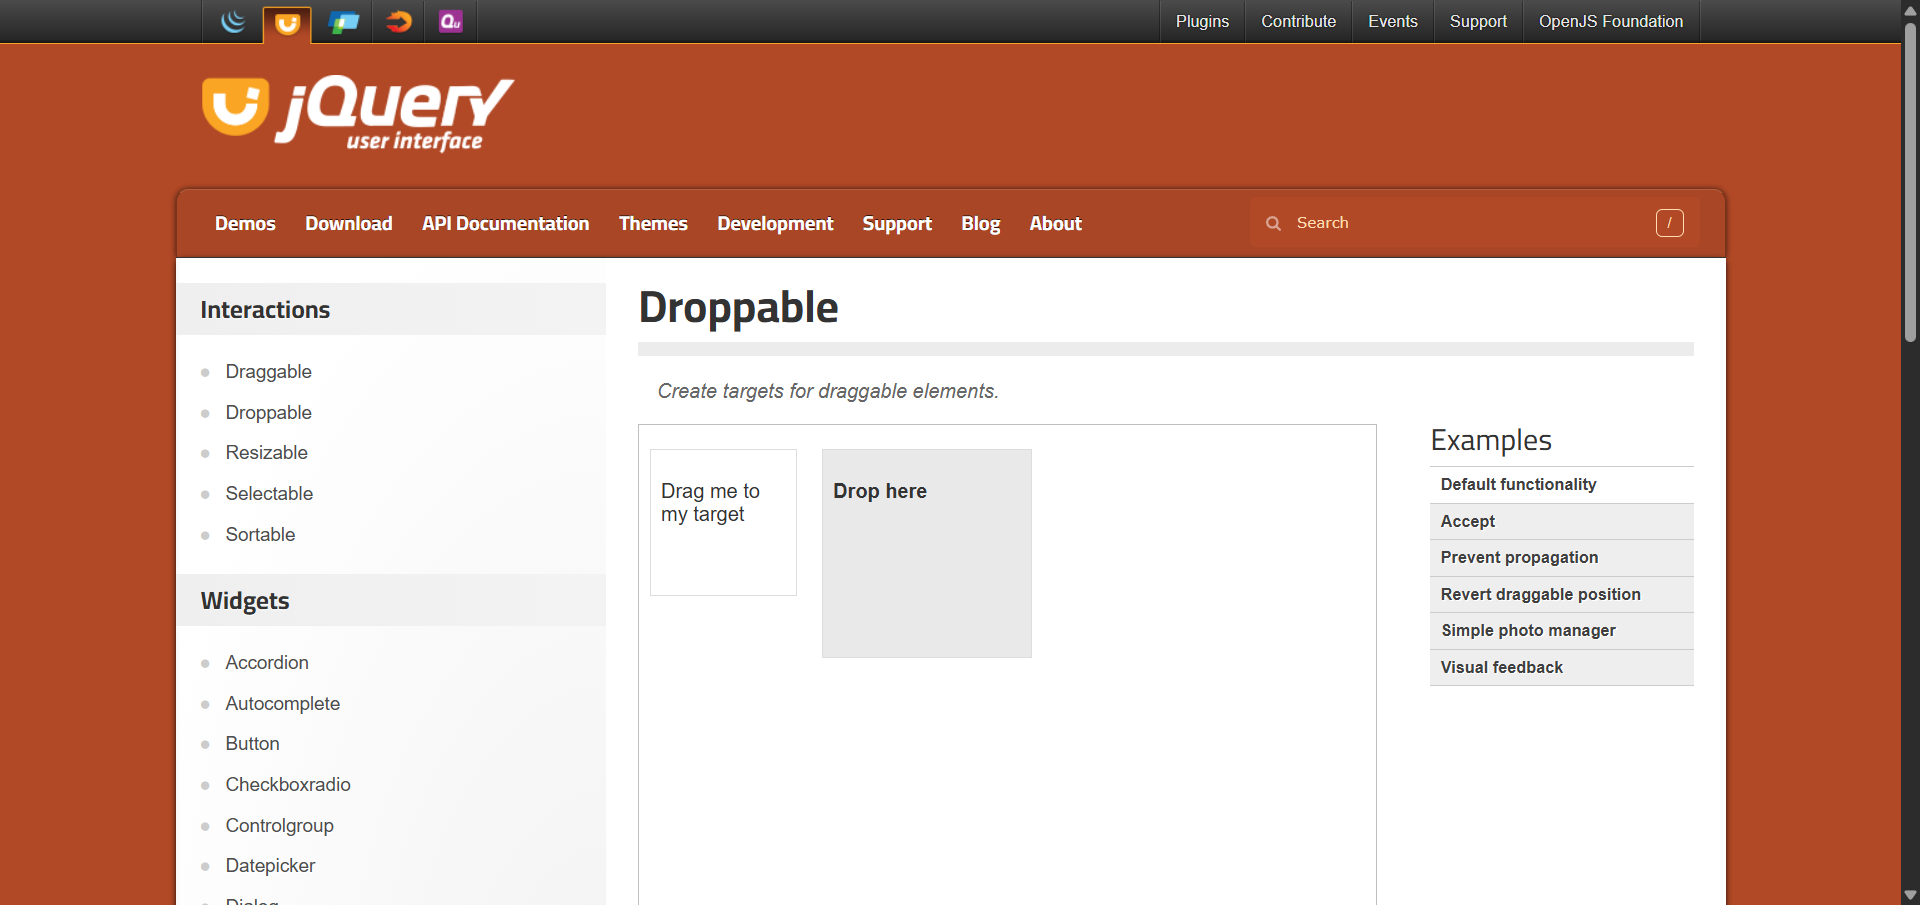 Plugins
Contribute
Events
Support
OpenJS Foundation
Qu
jQuery
user interface
Demos
Download
API Documentation
Themes
Development
Support
Blog
About
Search
/
Interactions
Draggable
Droppable
Resizable
Selectable
Sortable
Widgets
Accordion
Autocomplete
Button
Checkboxradio
Controlgroup
Datepicker
Dialog
Droppable
Create targets for draggable elements.
Drag me to
my target
Drop here
Examples
Default functionality
Accept
Prevent propagation
Revert draggable position
Simple photo manager
Visual feedback